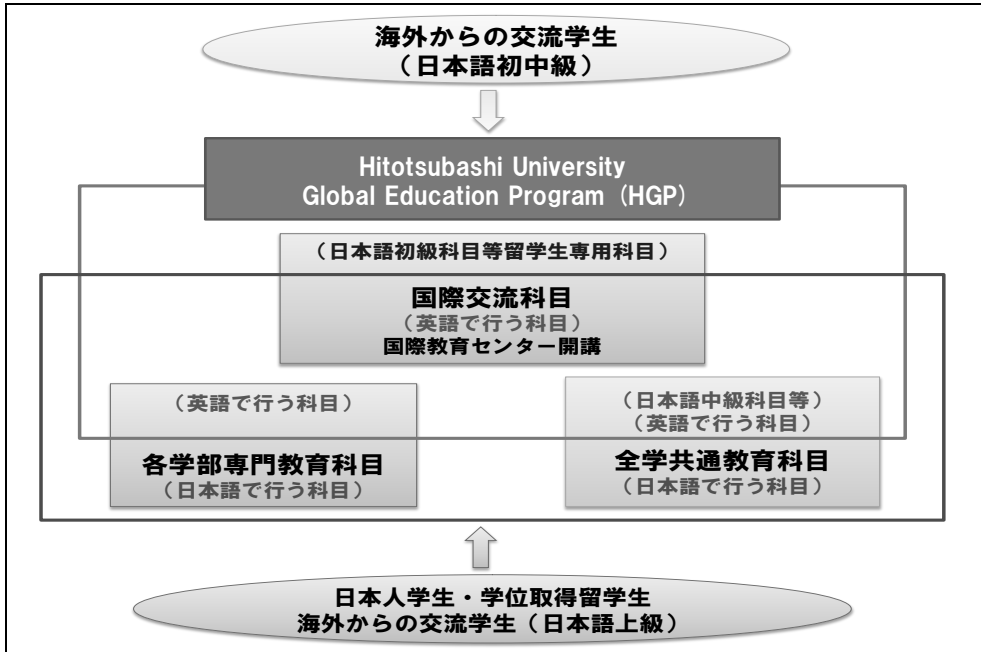 海外からの交流学生
（日本語初中級）
Hitotsubashi University
Global Education Program（HGP）
（日本語初級科目等留学生専用科目）
国際交流科目
（英語で行う科目）
国際教育センター開講
（英語で行う科目）
各学部専門教育科目
（日本語で行う科目）
（日本語中級科目等）
（英語で行う科目）
全学共通教育科目
（日本語で行う科目）
日本人学生・学位取得留学生
海外からの交流学生（日本語上級）